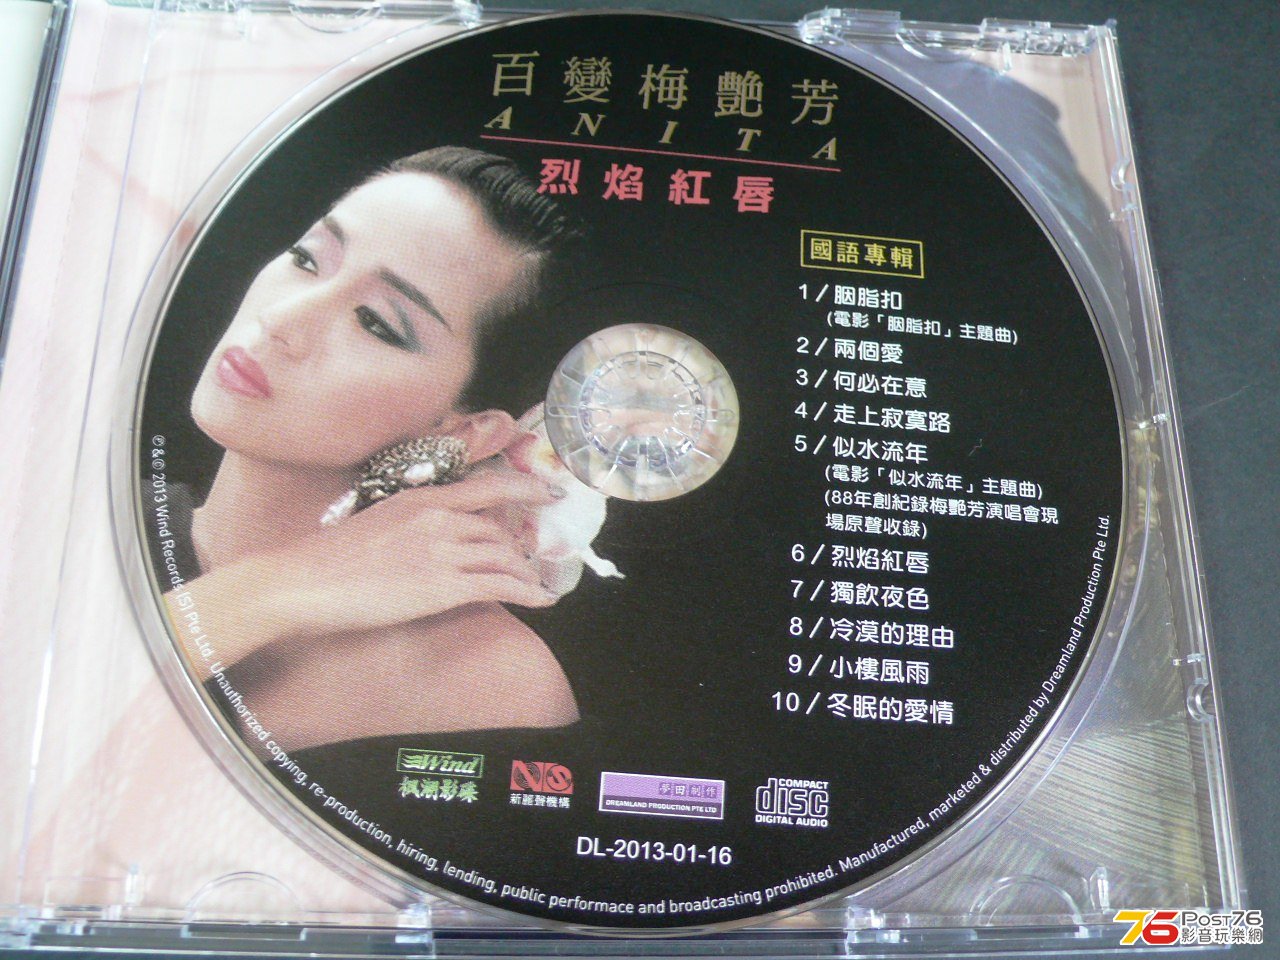 百變梅艷芳
ANITA
烈焰紅唇
國語專輯
1/胭脂扣
(電影「胭脂扣」主題曲)
2/兩個愛
3/何必在意
4/走上寂寞路
5/似水流年
(電影「似水流年」主題曲)
(88年創紀錄梅艷芳演唱會現
場原聲收錄)
6/烈焰紅唇
7/獨飲夜色
8/冷漠的理由
9/小樓風雨
10/冬眠的愛情
Wind
楓潮影珠
新麗聲機構
夢田制作
DREAMLAND PRODUCTION PTE LTD
COMPACT
disc
DIGITAL AUDIO
DL-2013-01-16
℗ & © 2013 Wind Records (S) Pte Ltd. Unauthorized copying, re-production, hiring, lending, public performace and broadcasting prohibited. Manufactured, marketed & distributed by Dreamland Production Pte Ltd.
76 POST76
影音玩樂網